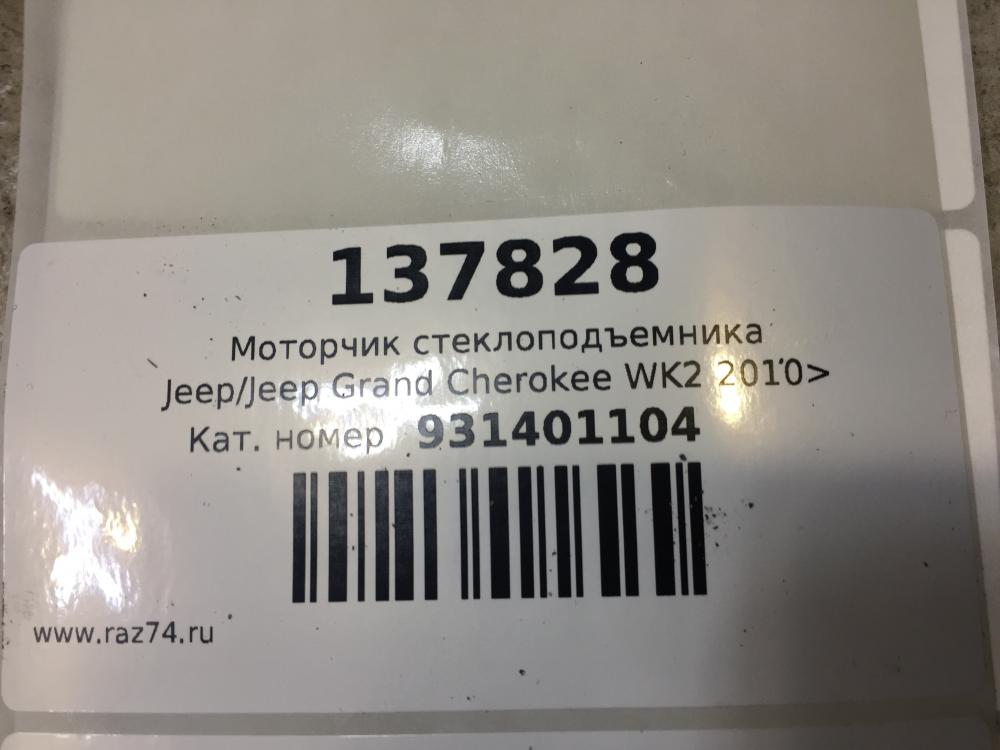 137828
Моторчик стеклоподъемника
Jeep/Jeep Grand Cherokee WK2 2010>
Кат. номер 931401104
www.raz74.ru